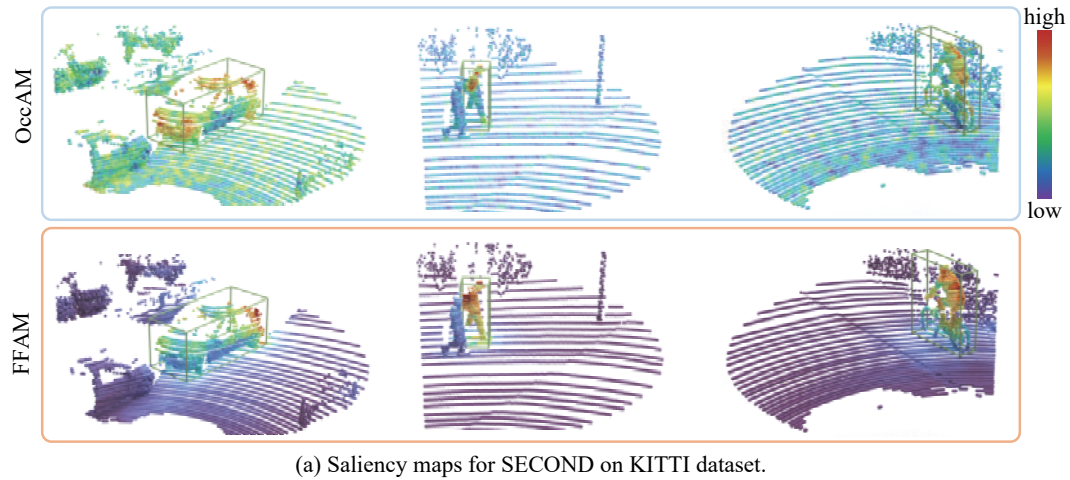 high
OccAM
low
FFAM
(a) Saliency maps for SECOND on KITTI dataset.